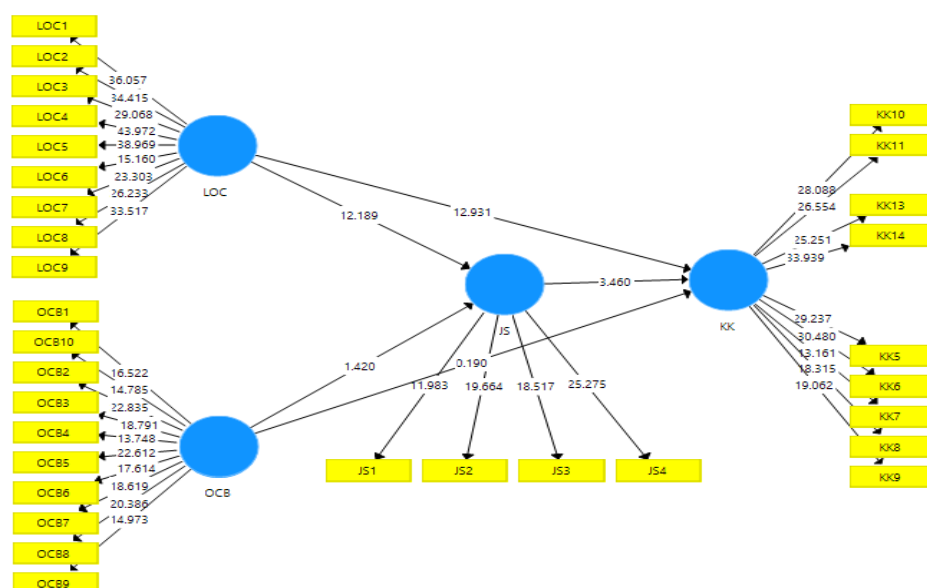 LOC1
LOC2
LOC3
LOC4
LOC5
LOC6
LOC7
LOC8
LOC9
36.057
34.415
29.068
43.972
38.969
15.160
23.303
26.233
33.517
LOC
12.189
12.931
OCB1
OCB10
OCB2
OCB3
OCB4
OCB5
OCB6
OCB7
OCB8
OCB9
16.522
14.785
22.835
18.791
13.748
22.612
17.614
18.619
20.386
14.973
OCB
1.420
0.190
JS
3.460
11.983
19.664
18.517
25.275
JS1
JS2
JS3
JS4
KK
28.088
26.554
25.251
33.939
29.237
30.480
13.161
18.315
19.062
KK10
KK11
KK13
KK14
KK5
KK6
KK7
KK8
KK9